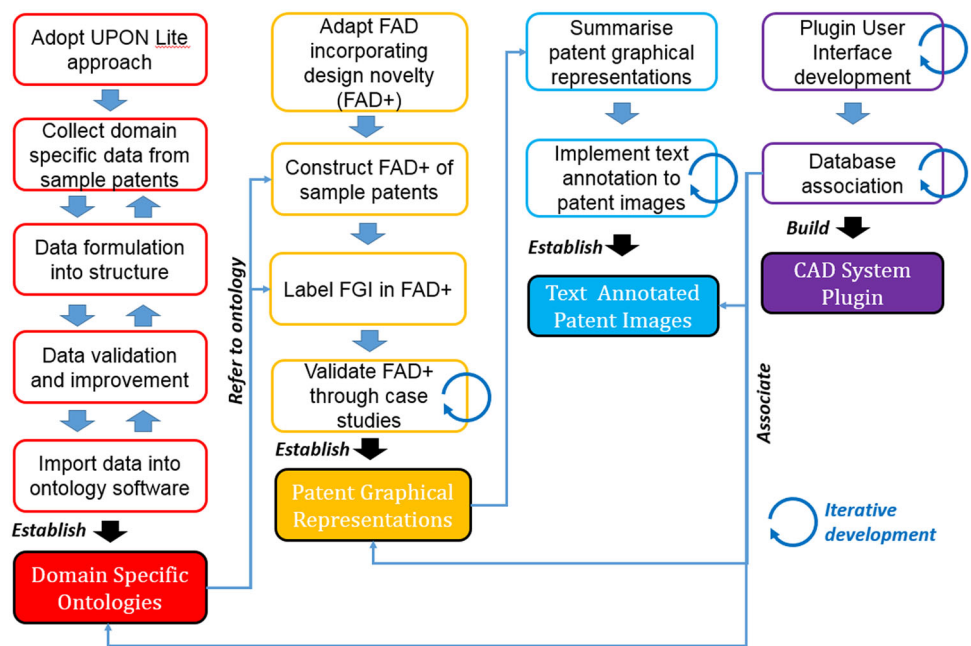 Adopt UPON Lite
approach
Collect domain
specific data from
sample patents
Data formulation
into structure
Data validation
and improvement
Import data into
ontology software
Establish
Domain Specific
Ontologies
Refer to ontology
Adapt FAD
incorporating
design novelty
(FAD+)
Construct FAD+ of
sample patents
Label FGI in FAD+
Validate FAD+
through case
studies
Establish
Patent Graphical
Representations
Summarise
patent graphical
representations
Implement text
annotation to
patent images
Establish
Text Annotated
Patent Images
Plugin User
Interface
development
Database
association
Build
CAD System
Plugin
Associate
Iterative
development